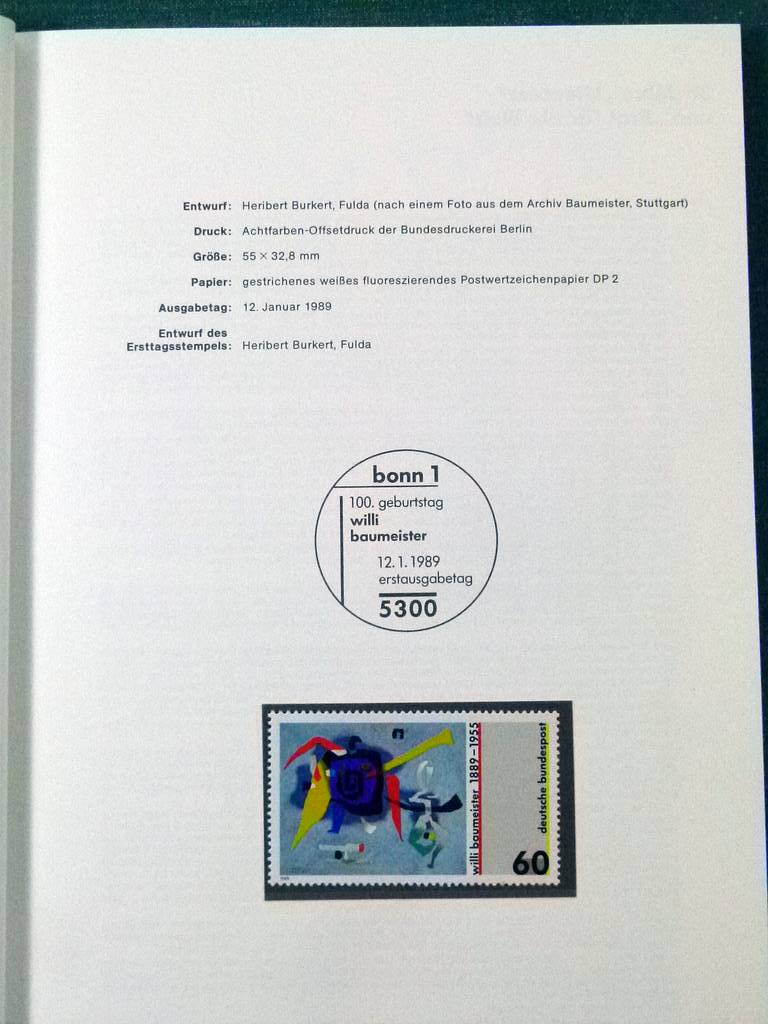 Entwurf: Heribert Burkert, Fulda (nach einem Foto aus dem Archiv Baumeister, Stuttgart)
Druck: Achtfarben-Offsetdruck der Bundesdruckerei Berlin
Größe: 55 × 32,8 mm
Papier: gestrichenes weißes fluoreszierendes Postwertzeichenpapier DP 2
Ausgabetag: 12. Januar 1989
Entwurf des
Ersttagsstempels: Heribert Burkert, Fulda
bonn 1
100. geburtstag
willi
baumeister
12.1.1989
erstausgabetag
5300
willi baumeister 1889–1955
deutsche bundespost
60